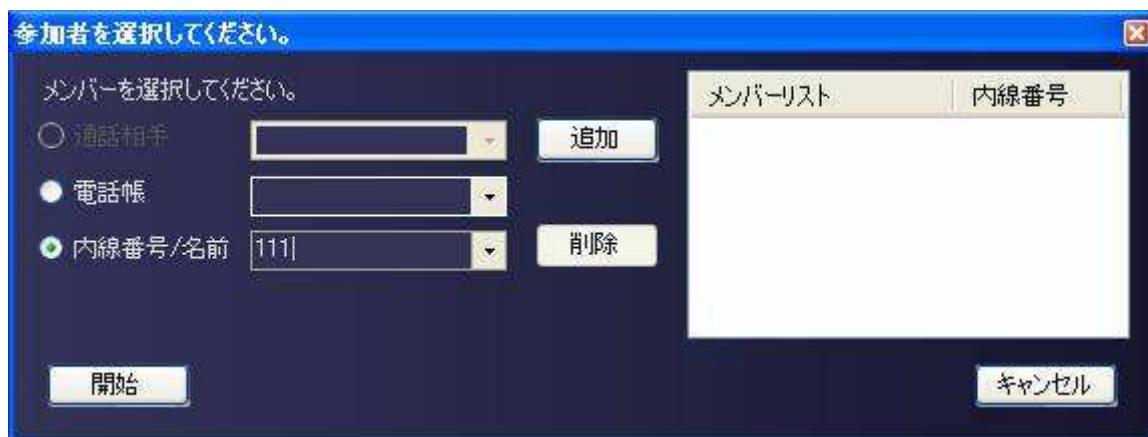 参加者を選択してください。
メンバーを選択してください。
通話相手
追加
電話帳
内線番号/名前
111
削除
メンバーリスト
内線番号
開始
キャンセル